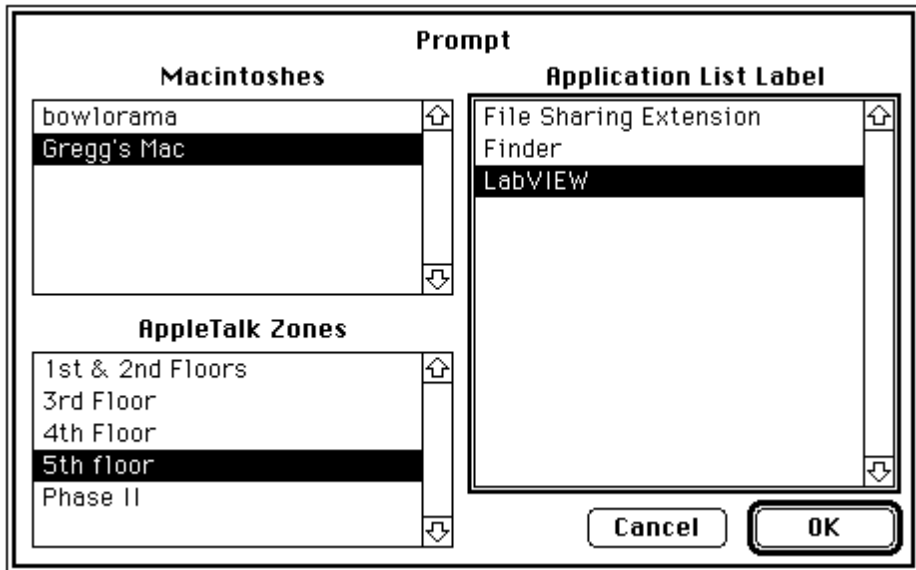 Prompt
Macintoshes
bowlorama
Gregg's Mac
AppleTalk Zones
1st & 2nd Floors
3rd Floor
4th Floor
5th floor
Phase II
Application List Label
File Sharing Extension
Finder
LabVIEW
Cancel
OK